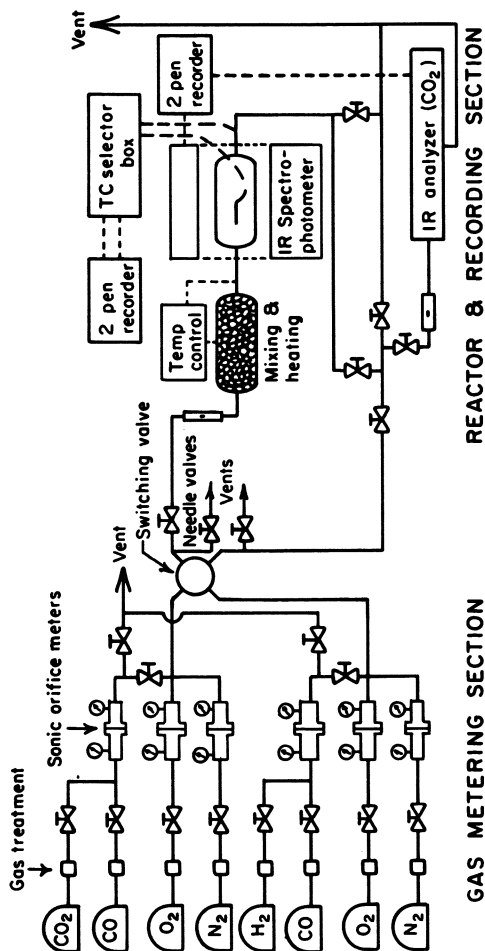 Gas treatment
Sonic orifice meters
Vent
Switching valve
Needle valves
Vents
CO₂
CO
O₂
N₂
H₂
CO
O₂
N₂
GAS METERING SECTION
2 pen
recorder
TC selector
box
2 pen
recorder
Vent
Temp
control
Mixing &
heating
IR Spectro-
photometer
IR analyzer (CO₂)
REACTOR & RECORDING SECTION